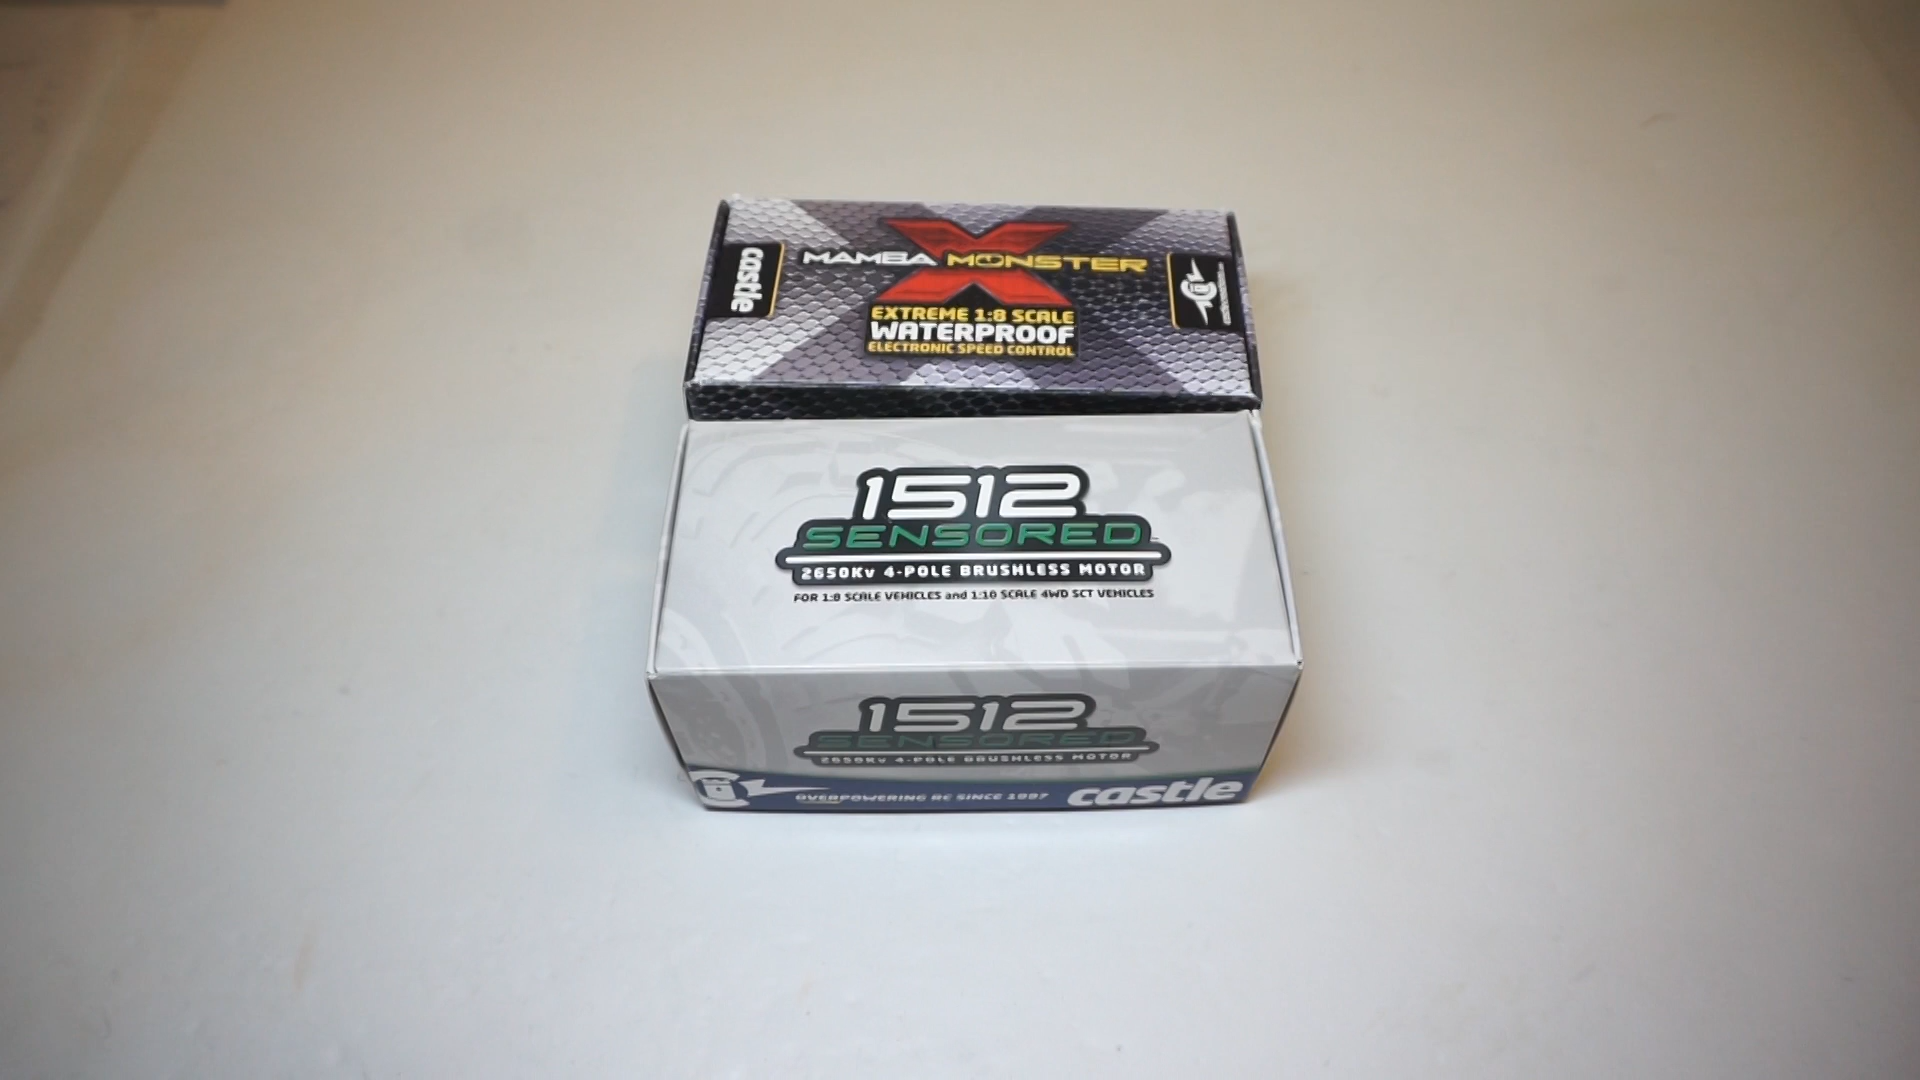 castle
MAMBA MONSTER
X
EXTREME 1:8 SCALE
WATERPROOF
ELECTRONIC SPEED CONTROL
1512
SENSORED
2650Kv 4-POLE BRUSHLESS MOTOR
FOR 1:8 SCALE VEHICLES and 1:10 SCALE 4WD SCT VEHICLES
1512
SENSORED
2650Kv 4-POLE BRUSHLESS MOTOR
OVERPOWERING RC SINCE 1997
castle